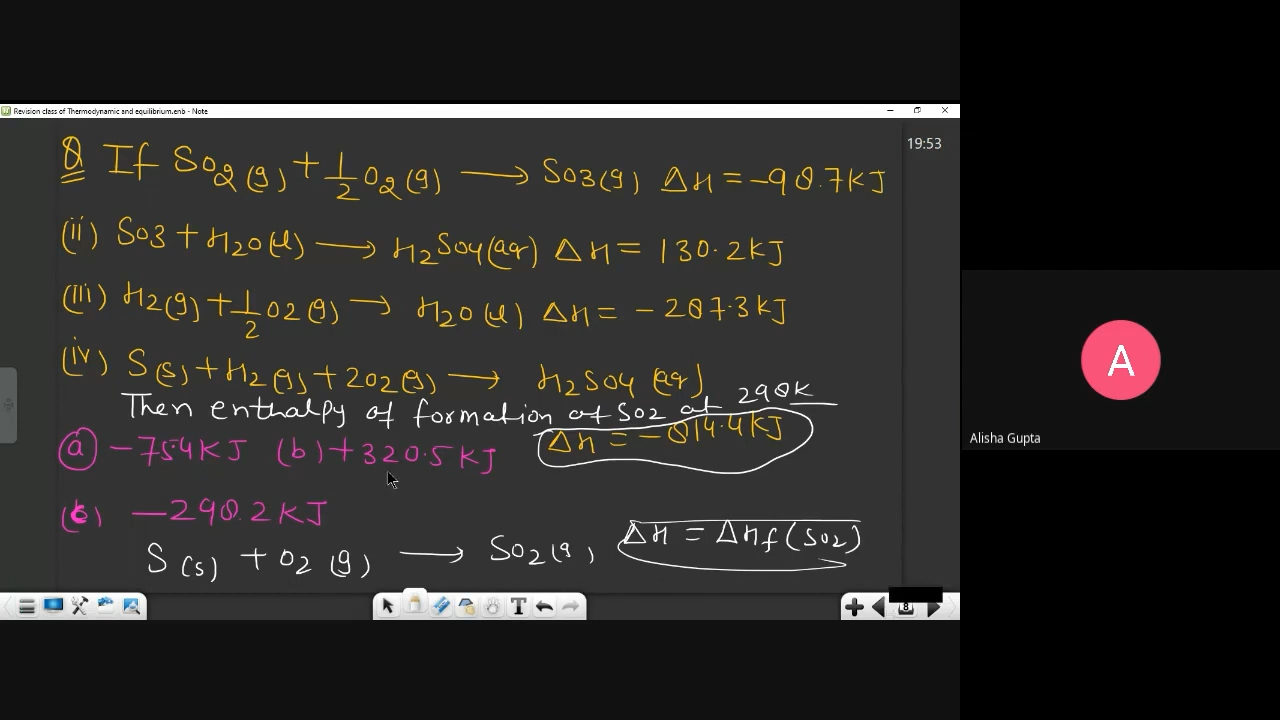 Revision class of Thermodynamic and equilibrium.enb - Note
19:53
Q If SO2(g) + 1/2 O2(g) ⟶ SO3(g) ΔH = -98.7KJ
(ii) SO3 + H2O(l) ⟶ H2SO4(aq) ΔH = 130.2KJ
(iii) H2(g) + 1/2 O2(g) → H2O(l) ΔH = -287.3KJ
(iv) S(s) + H2(g) + 2O2(g) ⟶ H2SO4(aq)
Then enthalpy of formation of SO2 at 298K
ΔH = -814.4KJ
(a) -754KJ (b) +320.5KJ
(c) -298.2KJ
S(s) + O2(g) ⟶ SO2(g) ΔH = ΔHf(SO2)
T
8
A
Alisha Gupta